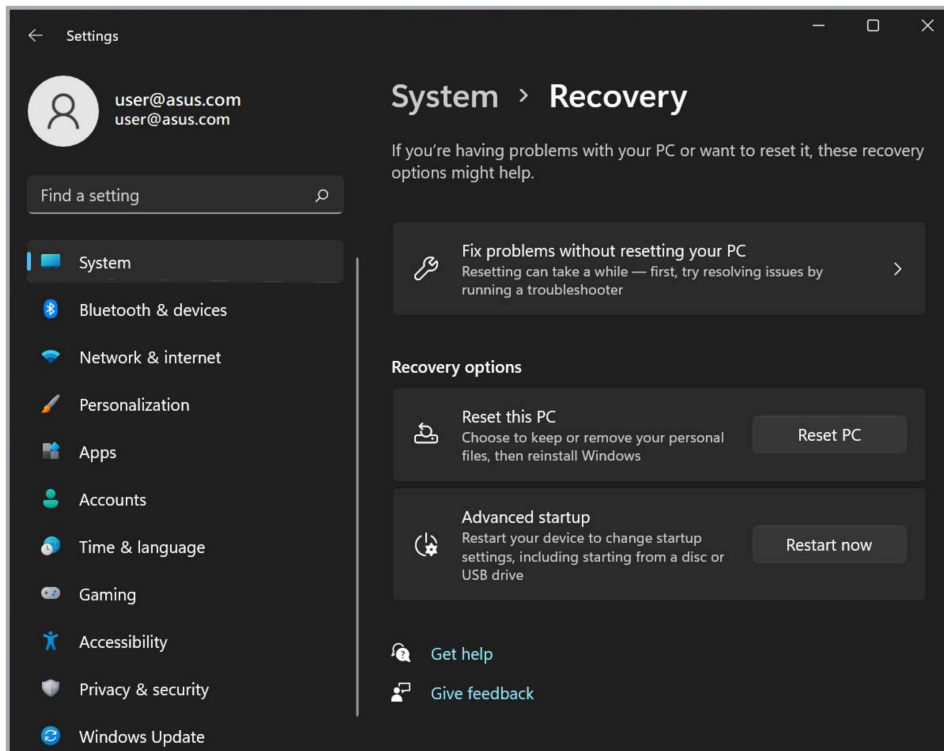 Settings
user@asus.com
user@asus.com
Find a setting
System
Bluetooth & devices
Network & internet
Personalization
Apps
Accounts
Time & language
Gaming
Accessibility
Privacy & security
Windows Update
System > Recovery
If you're having problems with your PC or want to reset it, these recovery
options might help.
Fix problems without resetting your PC
Resetting can take a while — first, try resolving issues by
running a troubleshooter
Recovery options
Reset this PC
Choose to keep or remove your personal
files, then reinstall Windows
Reset PC
Advanced startup
Restart your device to change startup
settings, including starting from a disc or
USB drive
Restart now
Get help
Give feedback